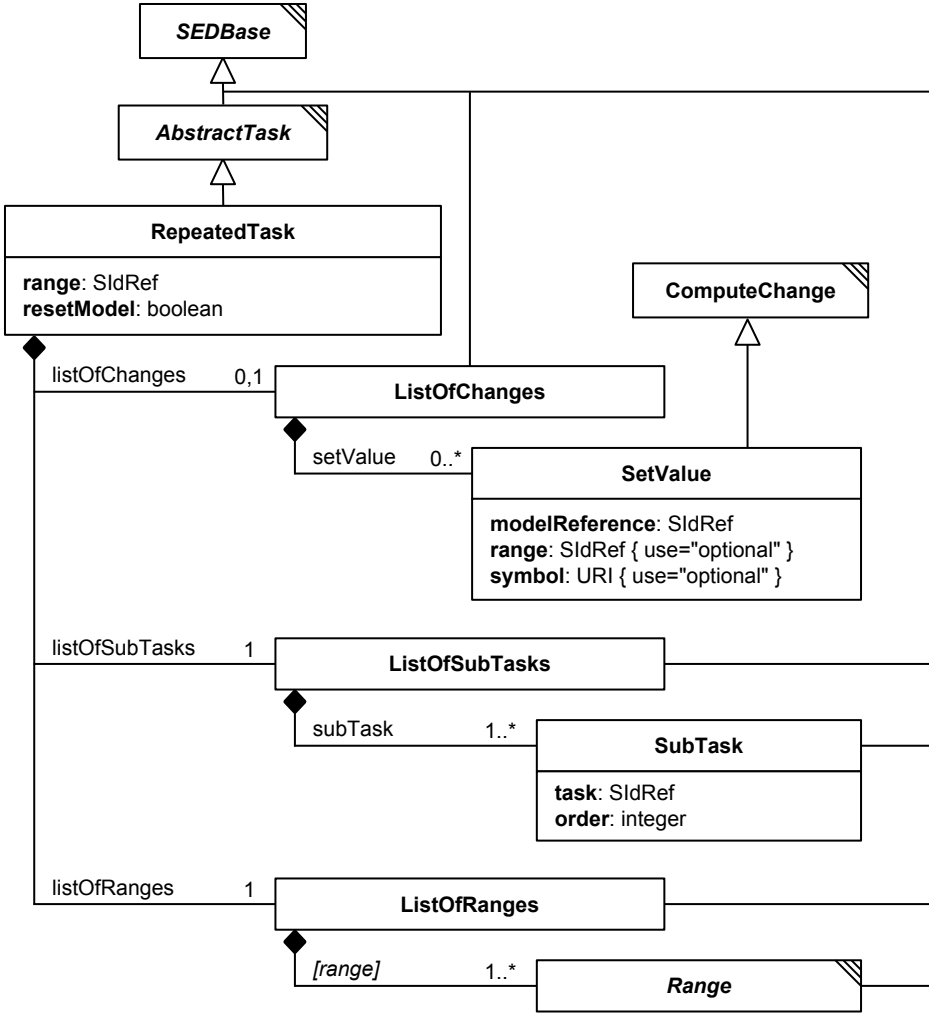 SEDBase
AbstractTask
RepeatedTask
range: SIdRef
resetModel: boolean
ComputeChange
listOfChanges 0,1
ListOfChanges
setValue 0..*
SetValue
modelReference: SIdRef
range: SIdRef { use="optional" }
symbol: URI { use="optional" }
listOfSubTasks 1
ListOfSubTasks
subTask 1..*
SubTask
task: SIdRef
order: integer
listOfRanges 1
ListOfRanges
[range] 1..*
Range